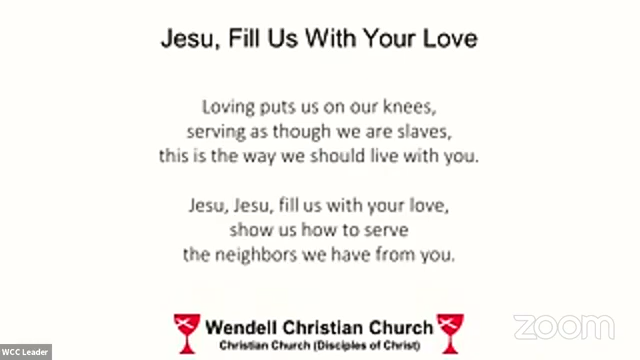 Jesu, Fill Us With Your Love
Loving puts us on our knees,
serving as though we are slaves,
this is the way we should live with you.
Jesu, Jesu, fill us with your love,
show us how to serve
the neighbors we have from you.
Wendell Christian Church
Christian Church (Disciples of Christ)
WCC Leader
zoom